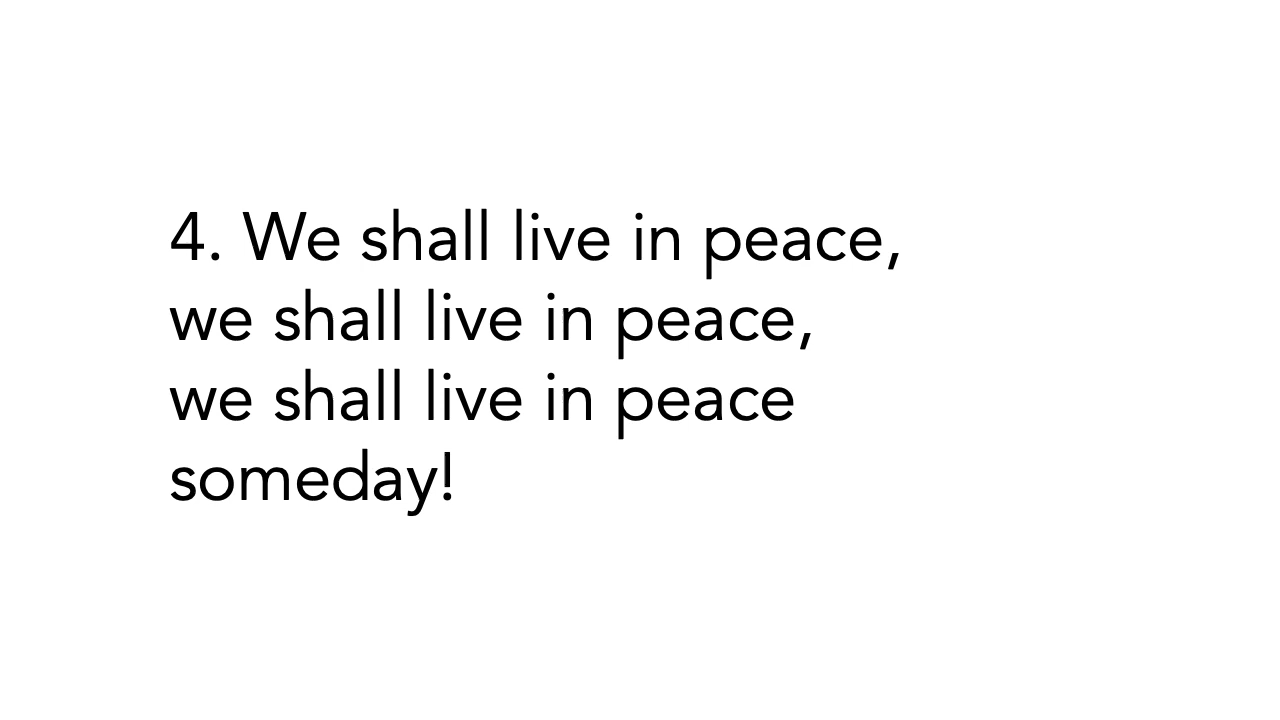 4. We shall live in peace,
we shall live in peace,
we shall live in peace
someday!